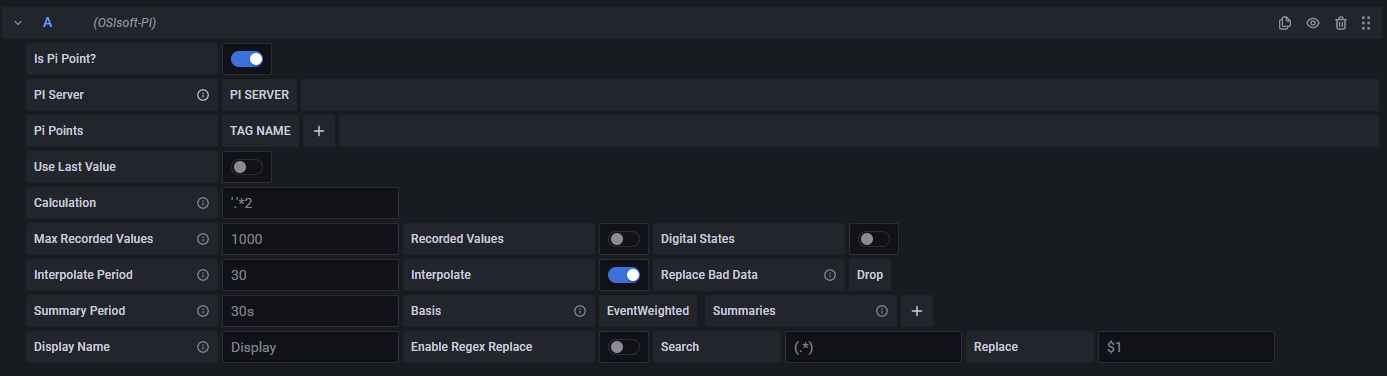 A (OSIsoft-PI)
Is Pi Point?
PI Server PI SERVER
Pi Points TAG NAME +
Use Last Value
Calculation '.'*2
Max Recorded Values 1000 Recorded Values Digital States
Interpolate Period 30 Interpolate Replace Bad Data Drop
Summary Period 30s Basis EventWeighted Summaries +
Display Name Display Enable Regex Replace Search (.*) Replace $1